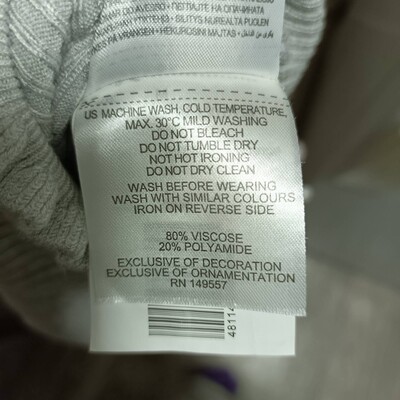 US MACHINE WASH, COLD TEMPERATURE,
MAX. 30°C MILD WASHING
DO NOT BLEACH
DO NOT TUMBLE DRY
NOT HOT IRONING
DO NOT DRY CLEAN
WASH BEFORE WEARING
WASH WITH SIMILAR COLOURS
IRON ON REVERSE SIDE
80% VISCOSE
20% POLYAMIDE
EXCLUSIVE OF DECORATION
EXCLUSIVE OF ORNAMENTATION
RN 149557
48114